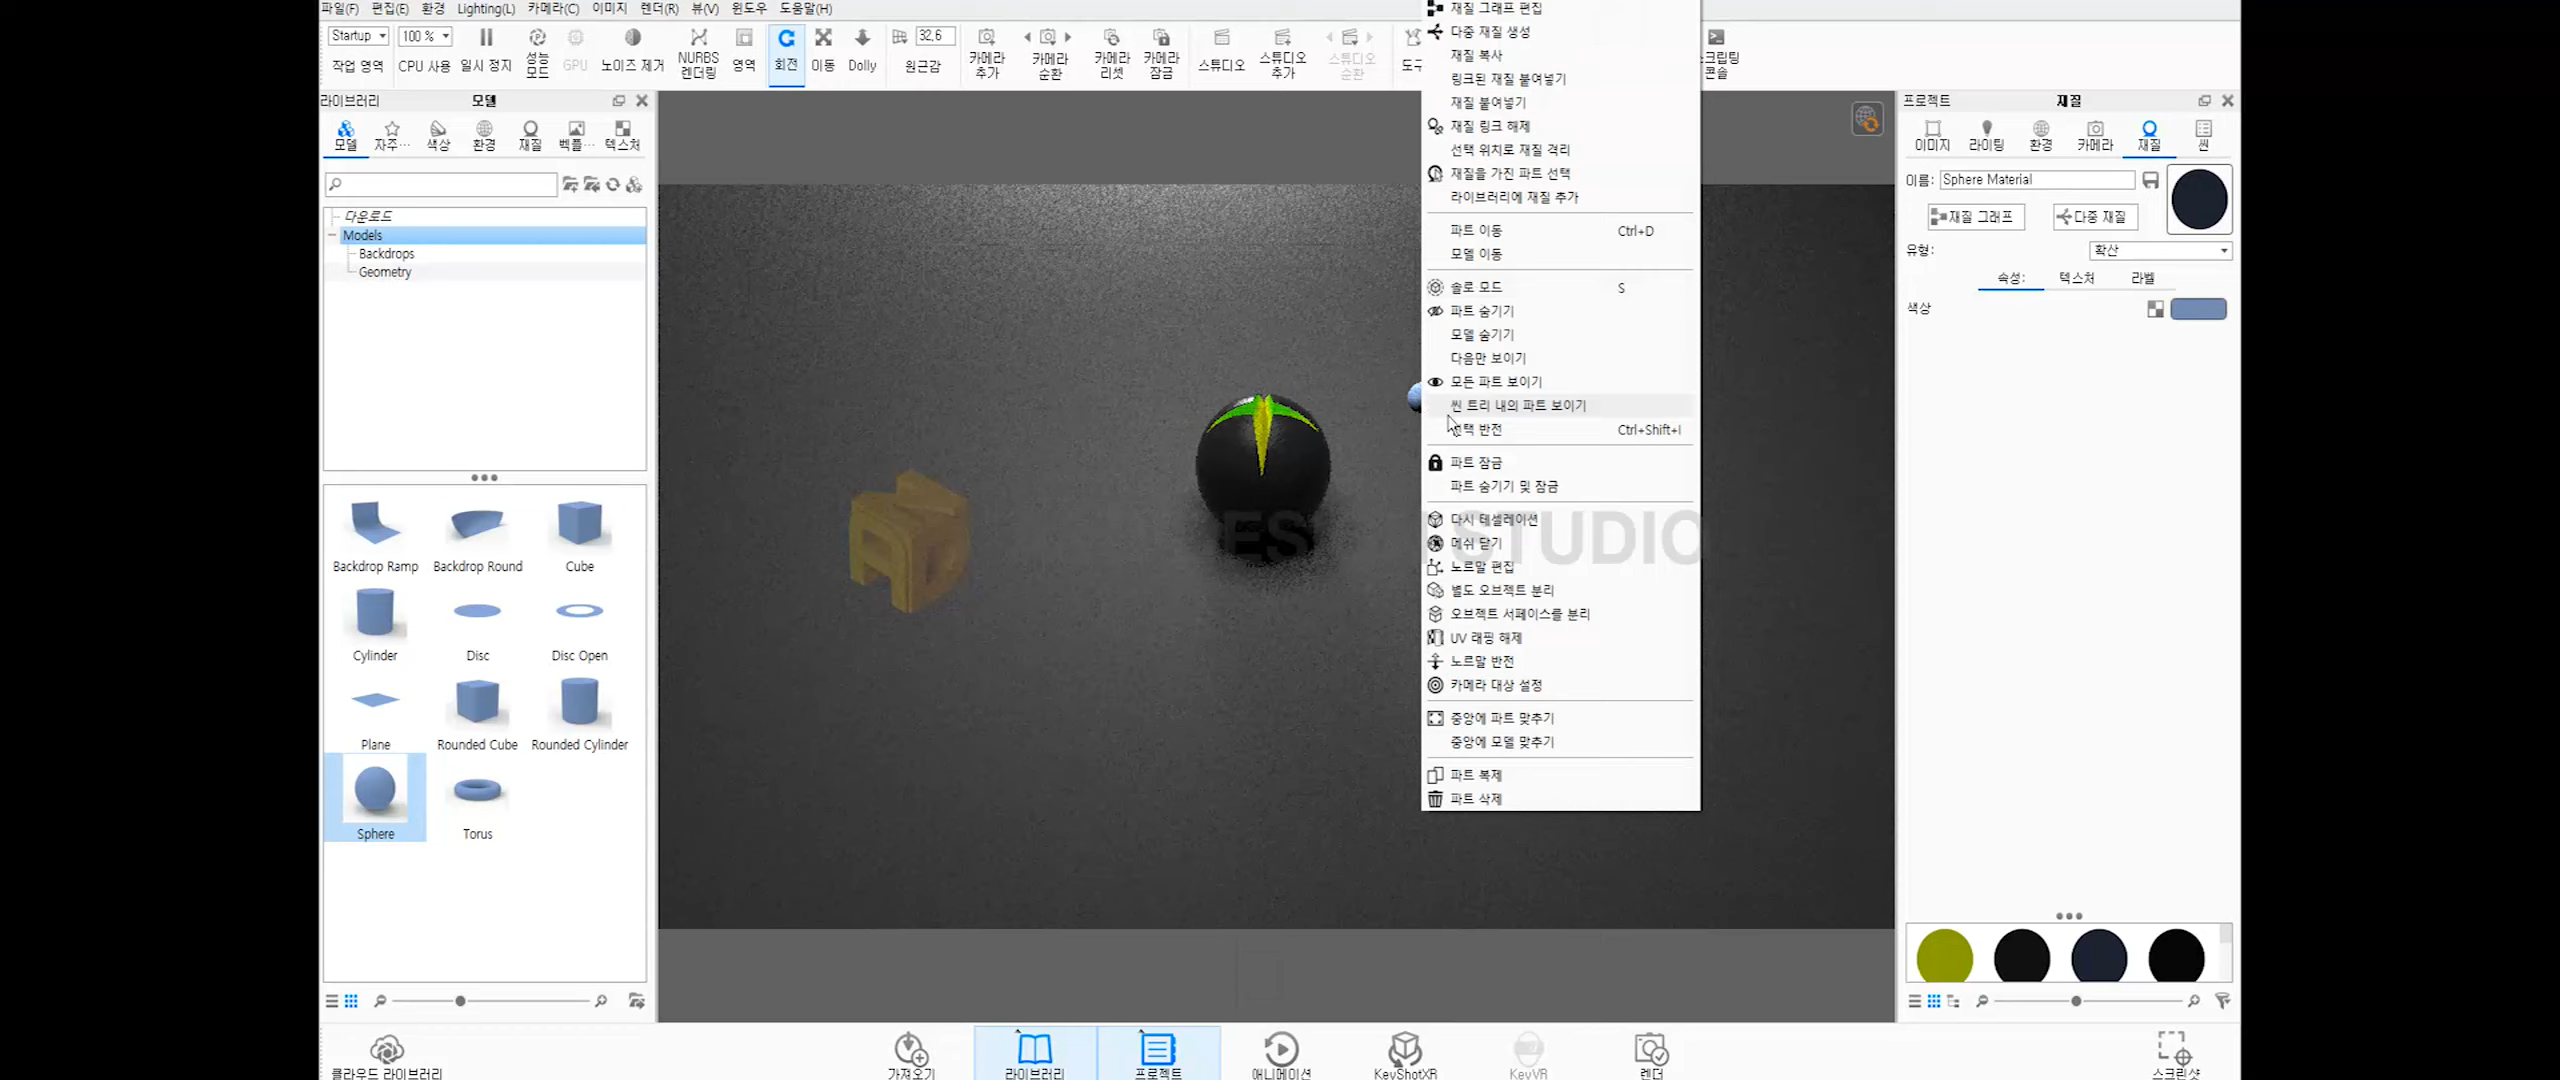 파일(F) 편집(E) 환경 Lighting(L) 카메라(C) 이미지 렌더(R) 뷰(V) 윈도우 도움말(H)
Startup 100 % 32.6
작업 영역 CPU 사용 일시 정지 성능 모드 GPU 노이즈 제거 NURBS 렌더링 영역 회전 이동 Dolly 원근감 카메라 추가 카메라 순환 카메라 리셋 카메라 잠금 스튜디오 스튜디오 추가 스튜디오 순환 도구
콘솔
라이브러리 모델
모델 자주… 색상 환경 재질 벡플… 텍스처
다운로드
Models
Backdrops
Geometry
Backdrop Ramp Backdrop Round Cube
Cylinder Disc Disc Open
Plane Rounded Cube Rounded Cylinder
Sphere Torus
재질 그래프 편집
다중 재질 생성
재질 복사
링크된 재질 붙여넣기
재질 붙여넣기
재질 링크 해제
선택 위치로 재질 격리
재질을 가진 파트 선택
라이브러리에 재질 추가
파트 이동 Ctrl+D
모델 이동
솔로 모드 S
파트 숨기기
모델 숨기기
다음만 보이기
모든 파트 보이기
씬 트리 내의 파트 보이기
선택 반전 Ctrl+Shift+I
파트 잠금
파트 숨기기 및 잠금
다시 테셀레이션
메쉬 닫기
노르말 편집
별도 오브젝트 분리
오브젝트 서페이스를 분리
UV 래핑 해제
노르말 반전
카메라 대상 설정
중앙에 파트 맞추기
중앙에 모델 맞추기
파트 복제
파트 삭제
STUDIO
프로젝트 재질
이미지 라이팅 환경 카메라 재질 씬
이름: Sphere Material
재질 그래프 다중 재질
유형: 확산
속성: 텍스처 라벨
색상
클라우드 라이브러리 가져오기 라이브러리 프로젝트 애니메이션 KeyShotXR KeyVR 렌더 스크린샷